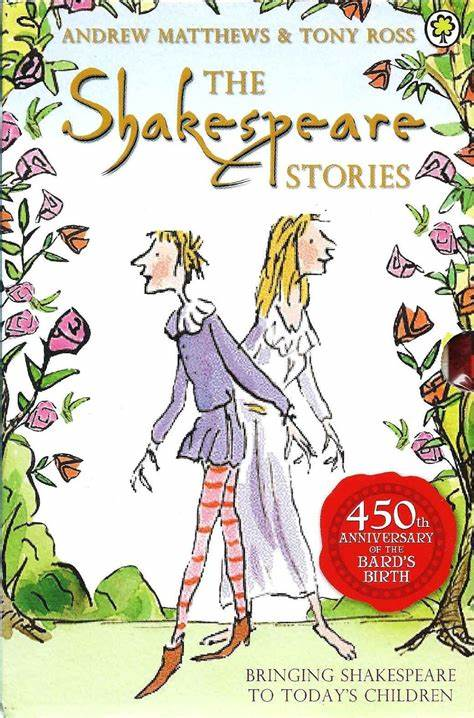 ANDREW MATTHEWS & TONY ROSS
THE
Shakespeare
STORIES
450th
ANNIVERSARY
OF THE
BARD'S
BIRTH
BRINGING SHAKESPEARE
TO TODAY'S CHILDREN